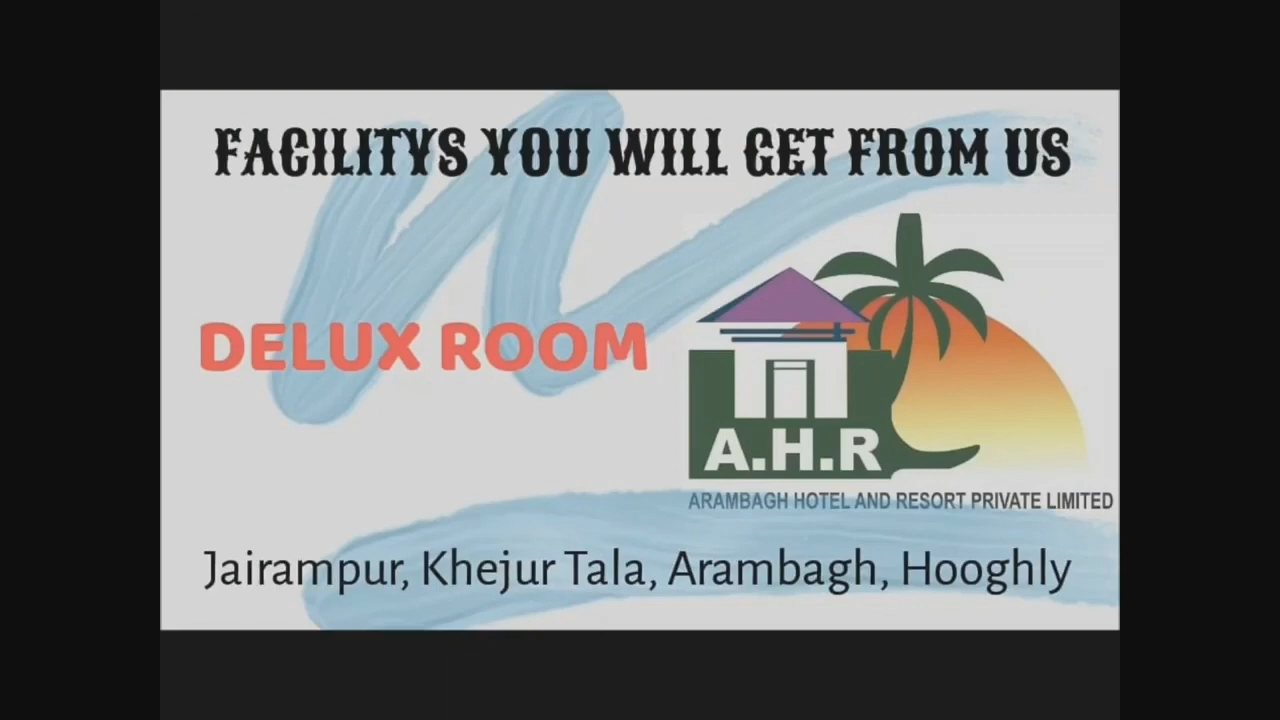 FACILITYS YOU WILL GET FROM US
DELUX ROOM
A.H.R
ARAMBAGH HOTEL AND RESORT PRIVATE LIMITED
Jairampur, Khejur Tala, Arambagh, Hooghly